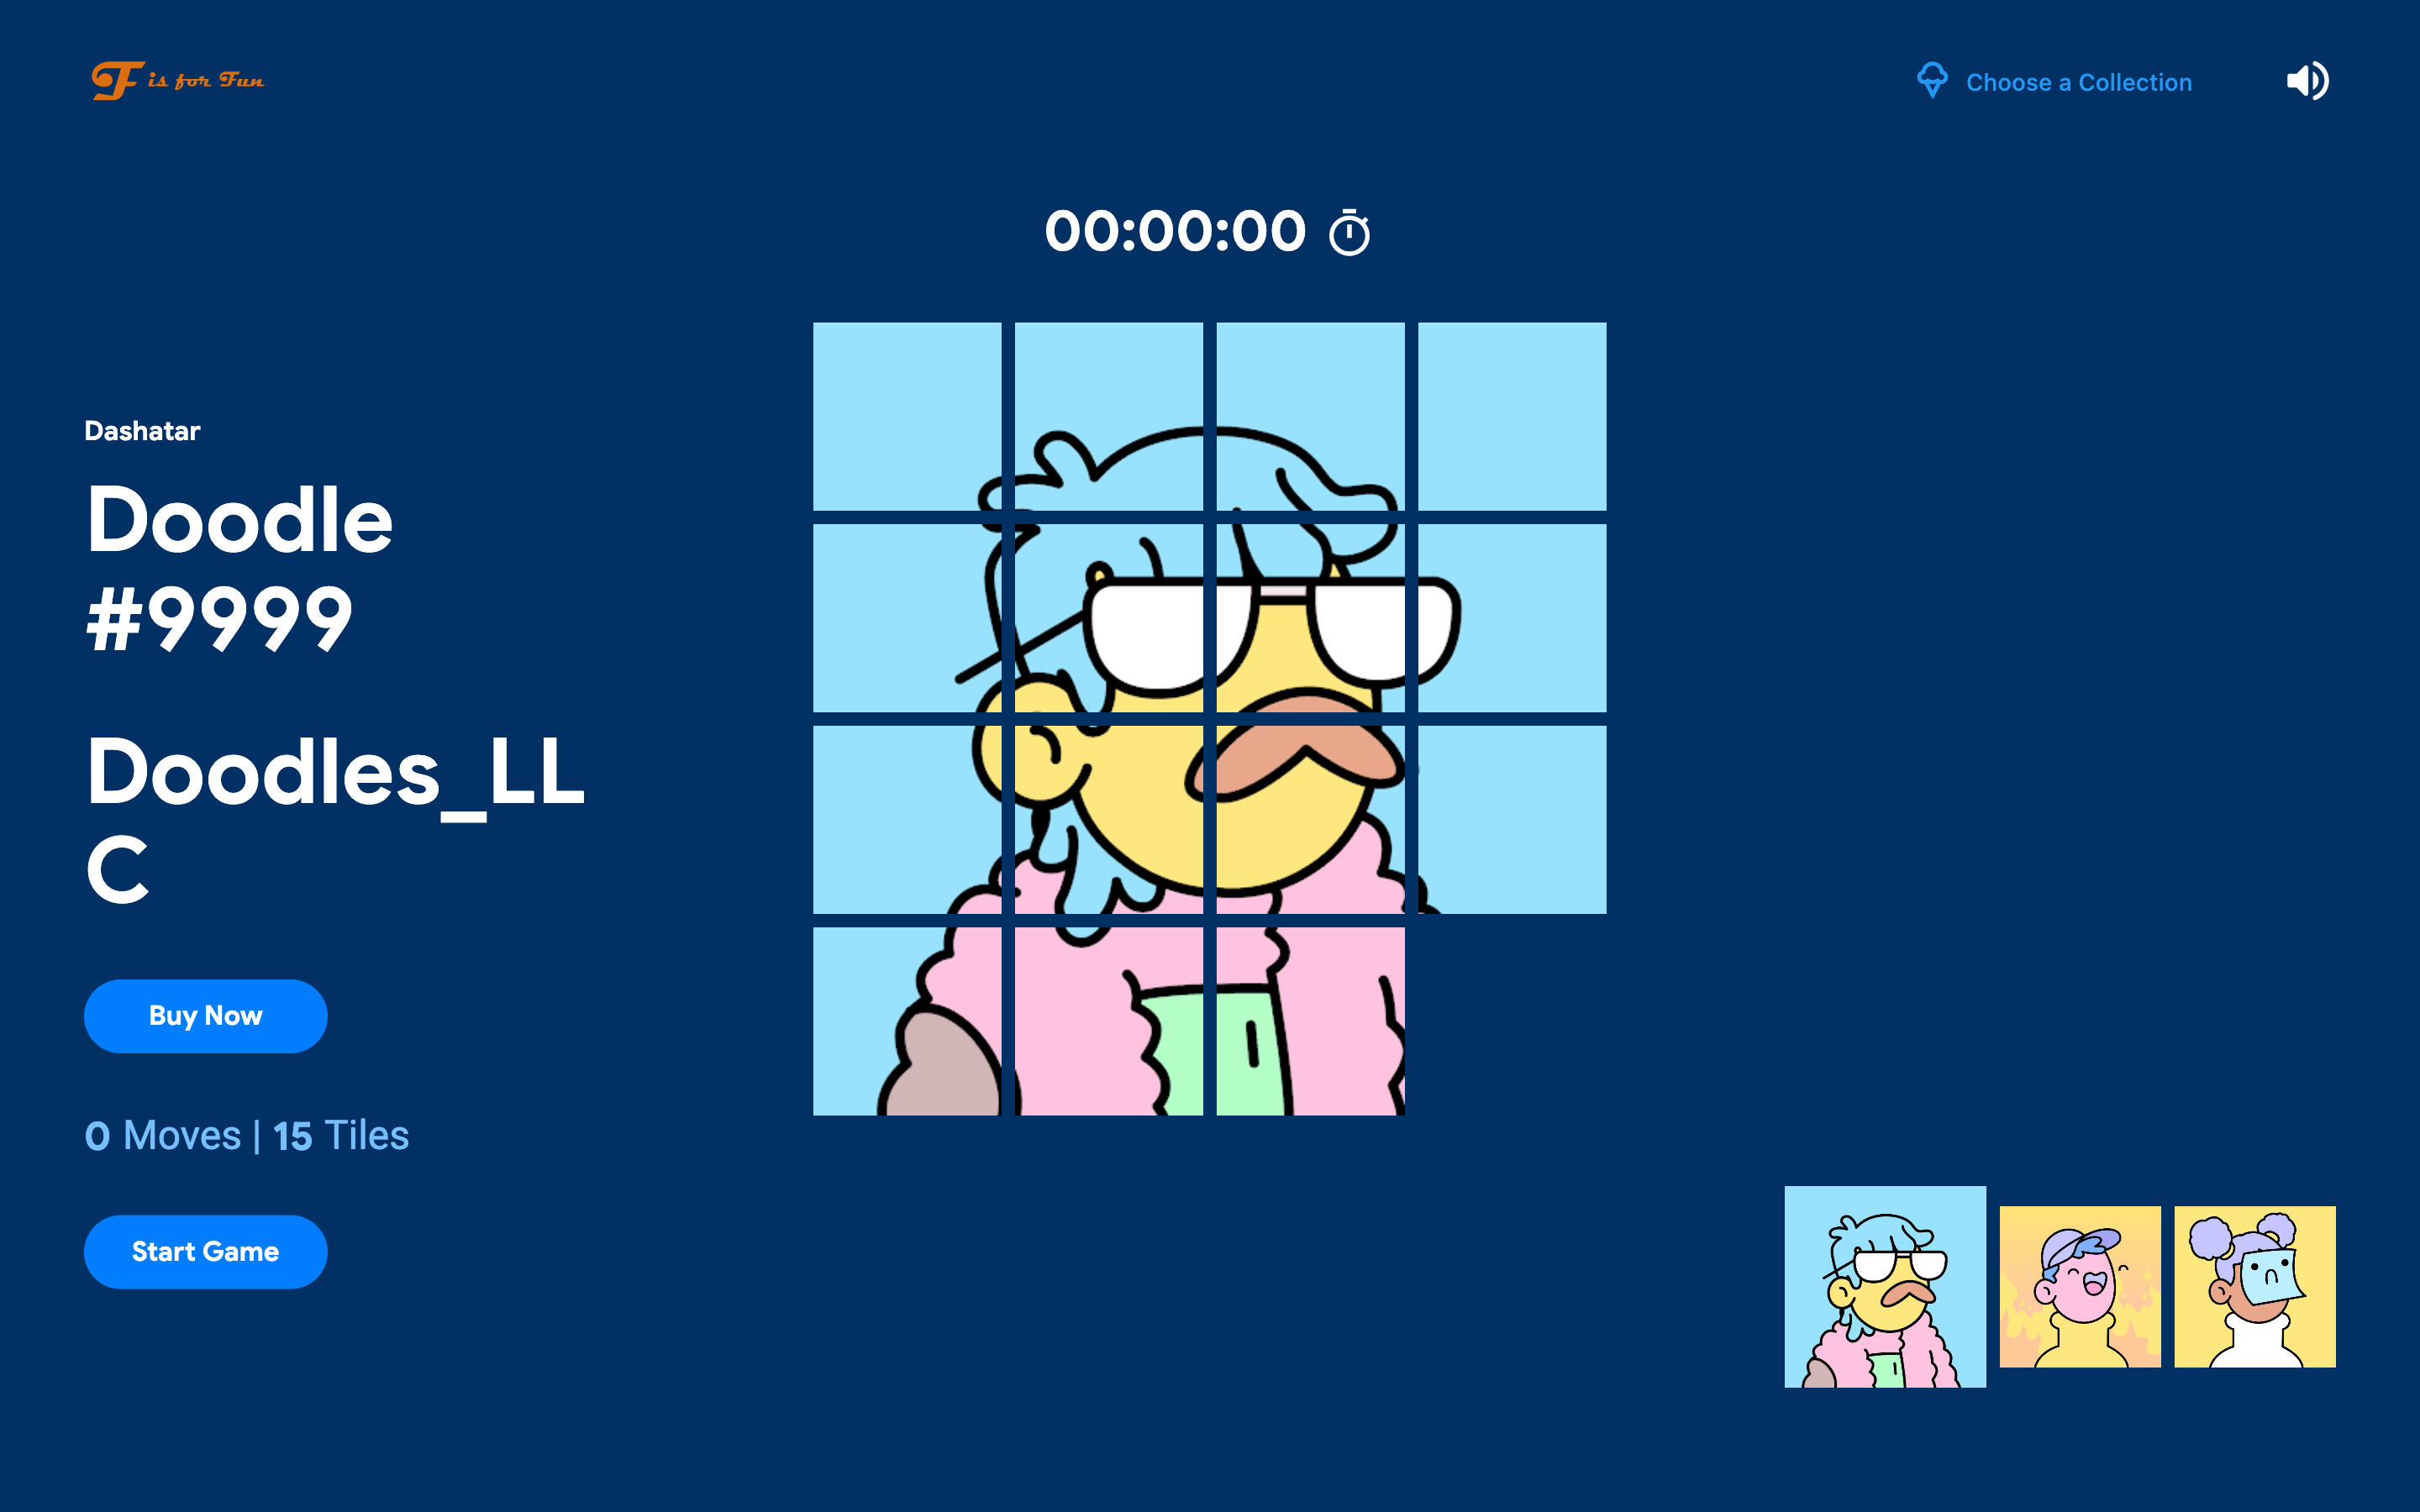 F is for Fun
Choose a Collection
00:00:00
Dashatar
Doodle
#9999
Doodles_LL
C
Buy Now
0 Moves | 15 Tiles
Start Game